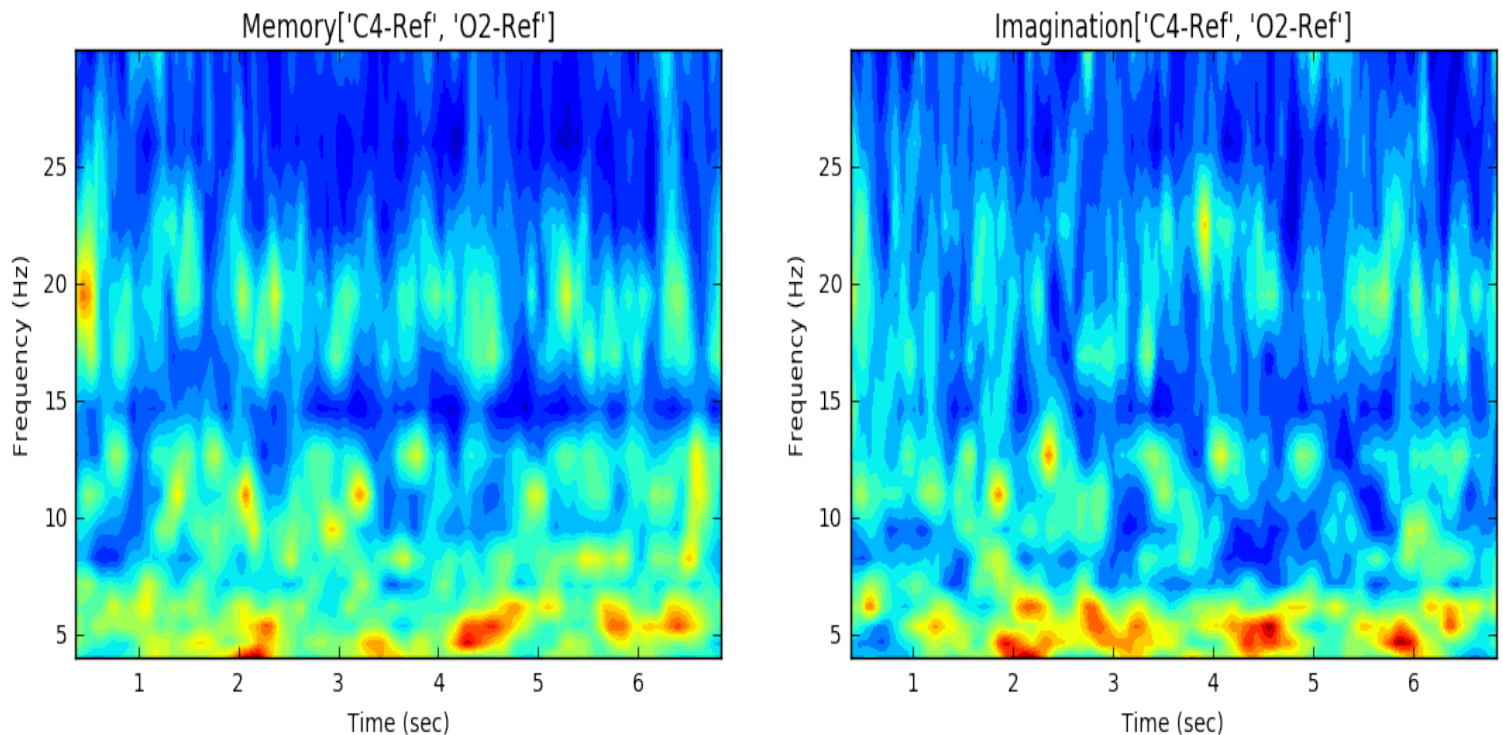 Memory['C4-Ref', 'O2-Ref']
Frequency (Hz)
25
20
15
10
5
1 2 3 4 5 6
Time (sec)
Imagination['C4-Ref', 'O2-Ref']
Frequency (Hz)
25
20
15
10
5
1 2 3 4 5 6
Time (sec)